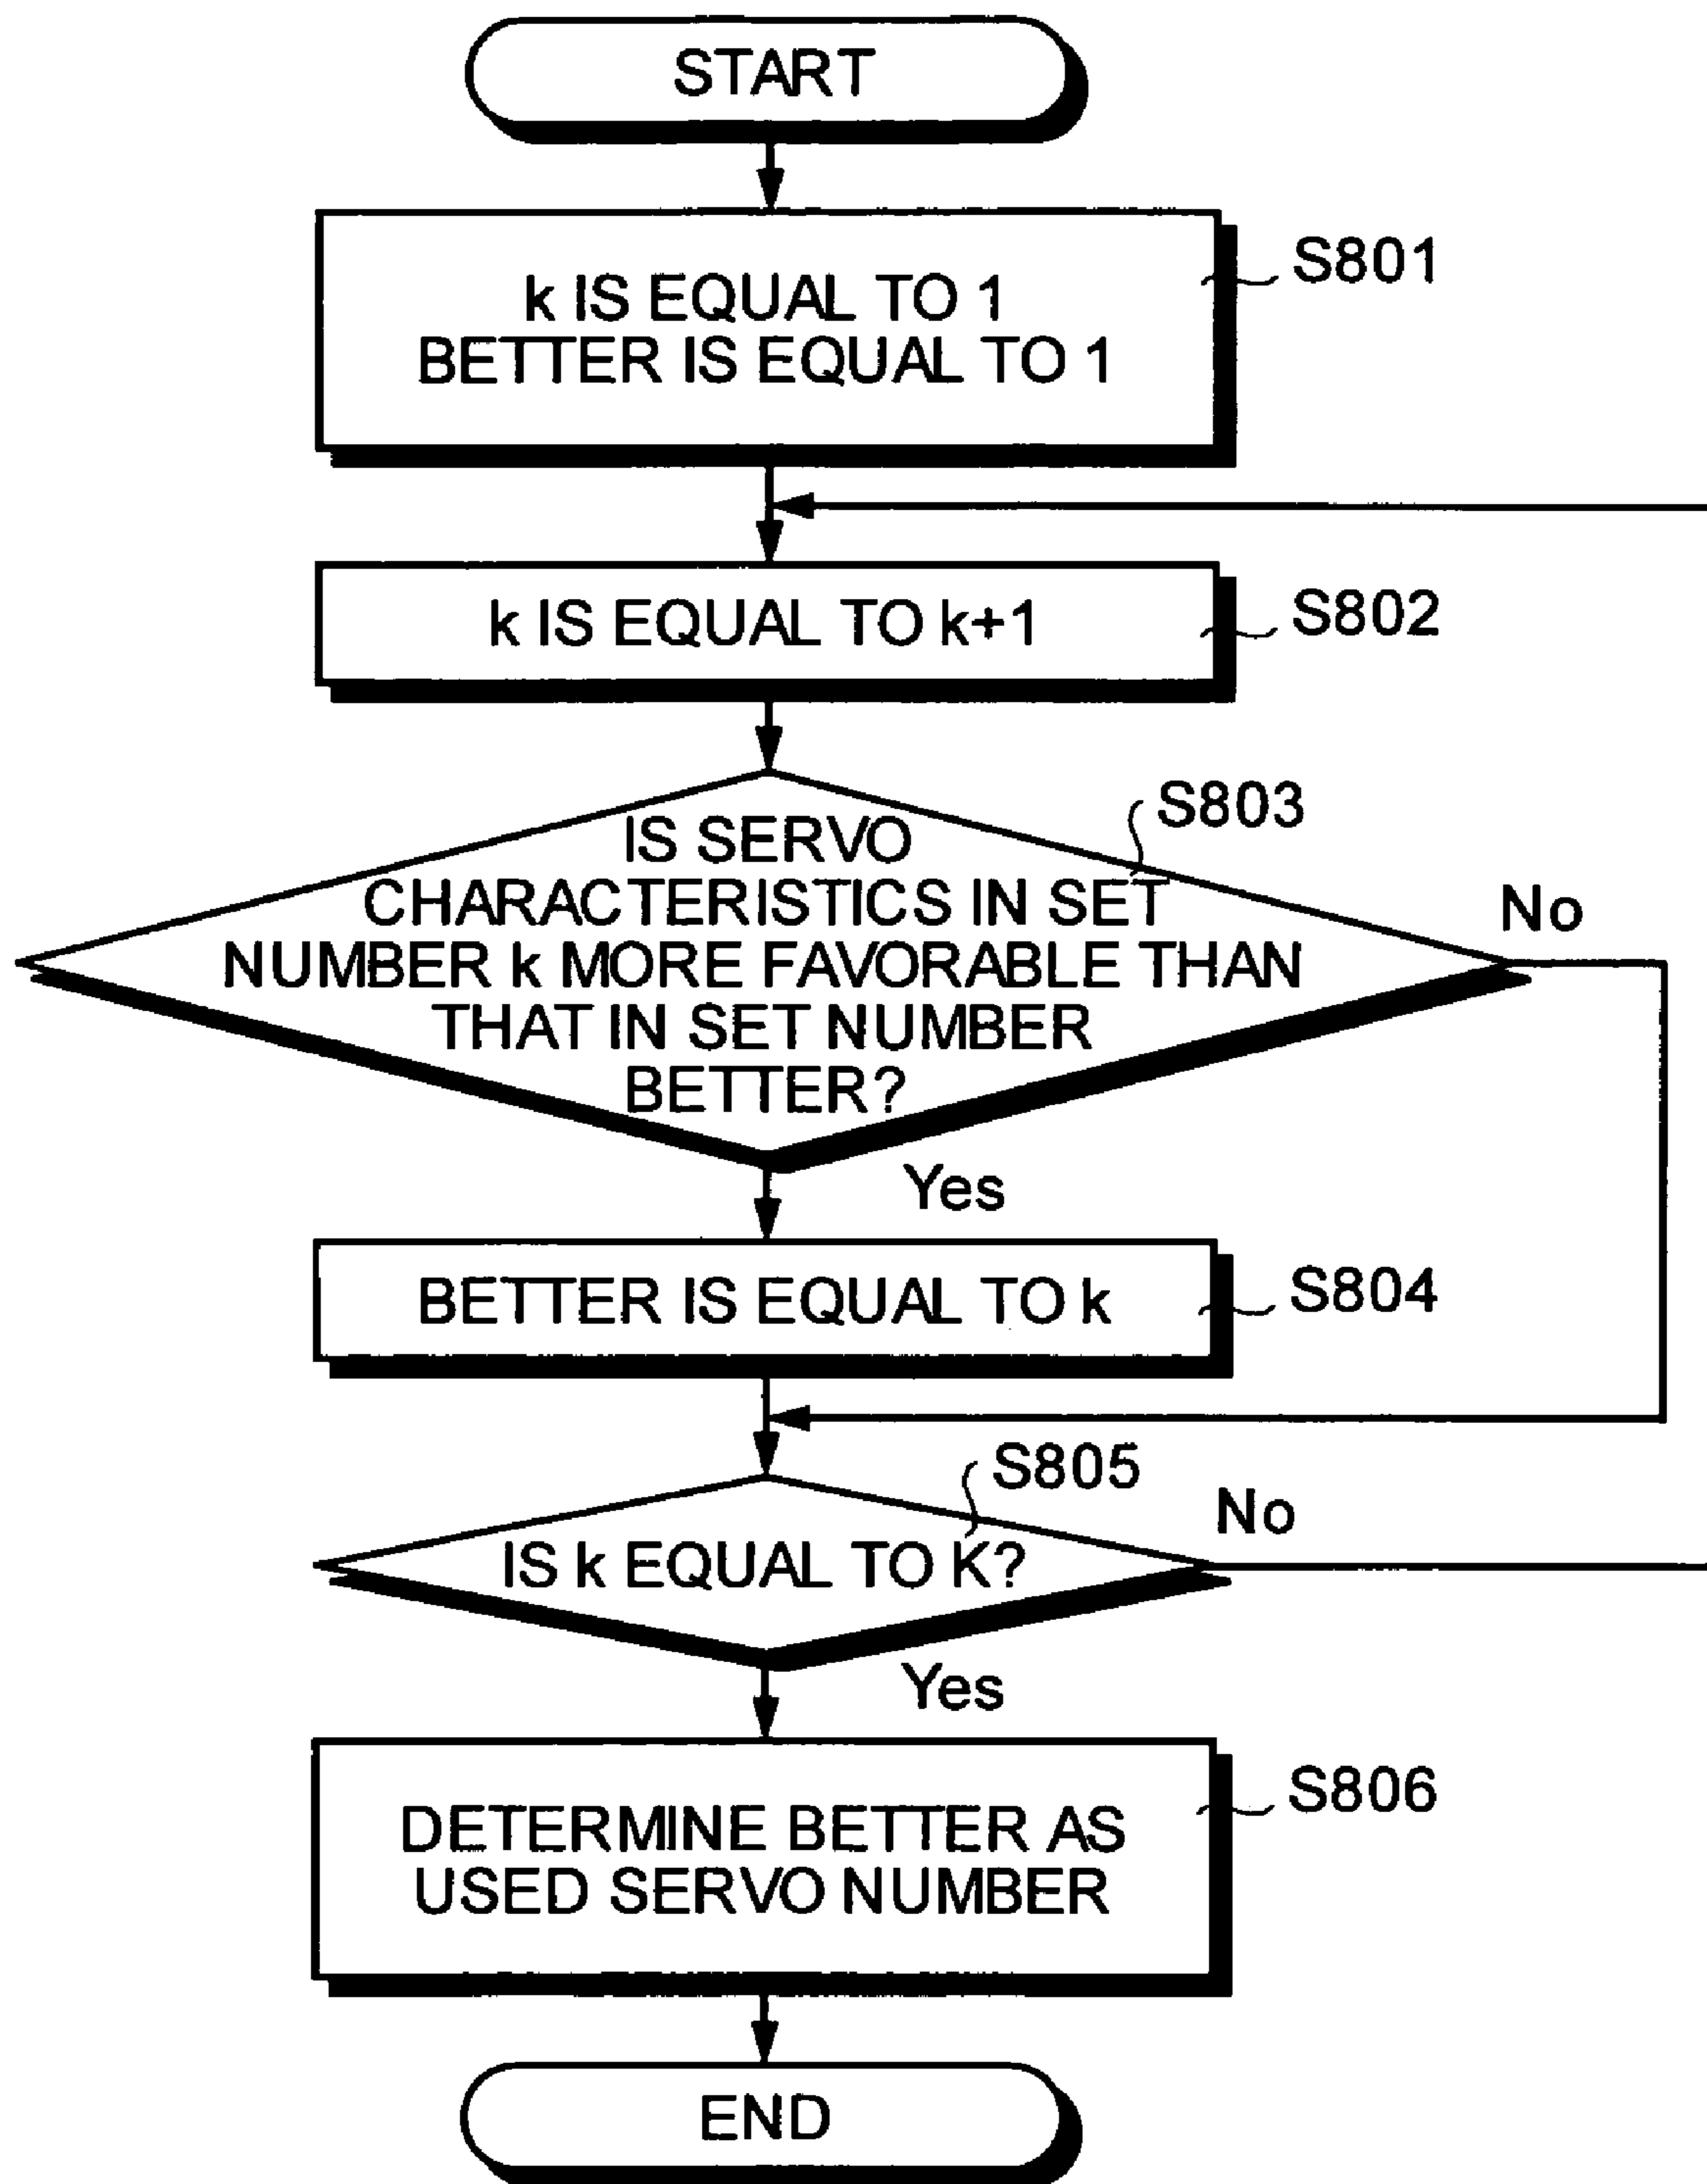 START
k IS EQUAL TO 1
BETTER IS EQUAL TO 1
S801
k IS EQUAL TO k+1
S802
S803
IS SERVO
CHARACTERISTICS IN SET
NUMBER k MORE FAVORABLE THAN
THAT IN SET NUMBER
BETTER?
No
Yes
BETTER IS EQUAL TO k
S804
S805
IS k EQUAL TO K?
No
Yes
DETERMINE BETTER AS
USED SERVO NUMBER
S806
END